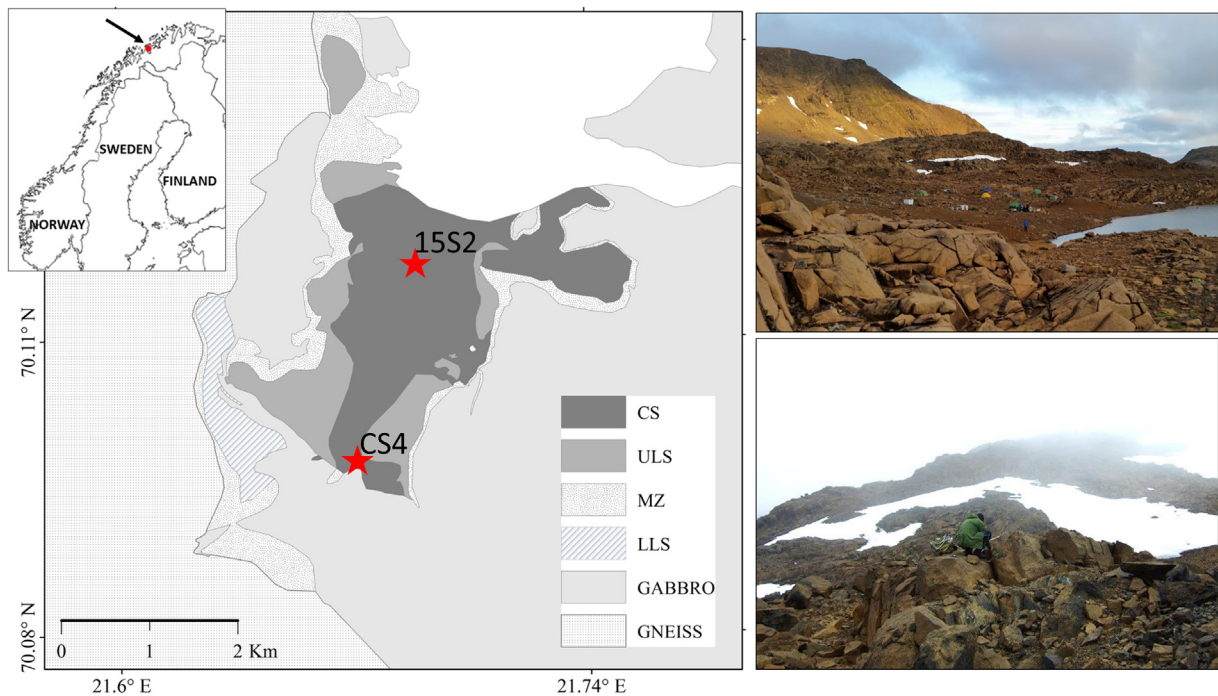 SWEDEN
FINLAND
NORWAY
15S2
CS4
CS
ULS
MZ
LLS
GABBRO
GNEISS
70.11° N
70.08° N
0 1 2 Km
21.6° E 21.74° E